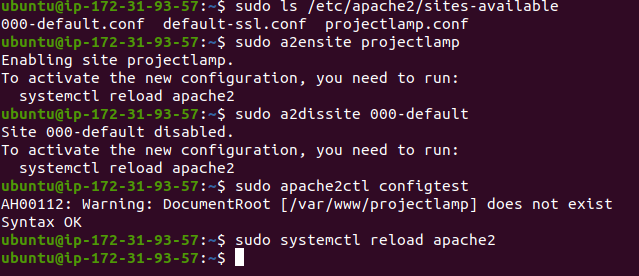 ubuntu@ip-172-31-93-57:~$ sudo ls /etc/apache2/sites-available
000-default.conf  default-ssl.conf  projectlamp.conf
ubuntu@ip-172-31-93-57:~$ sudo a2ensite projectlamp
Enabling site projectlamp.
To activate the new configuration, you need to run:
  systemctl reload apache2
ubuntu@ip-172-31-93-57:~$ sudo a2dissite 000-default
Site 000-default disabled.
To activate the new configuration, you need to run:
  systemctl reload apache2
ubuntu@ip-172-31-93-57:~$ sudo apache2ctl configtest
AH00112: Warning: DocumentRoot [/var/www/projectlamp] does not exist
Syntax OK
ubuntu@ip-172-31-93-57:~$ sudo systemctl reload apache2
ubuntu@ip-172-31-93-57:~$